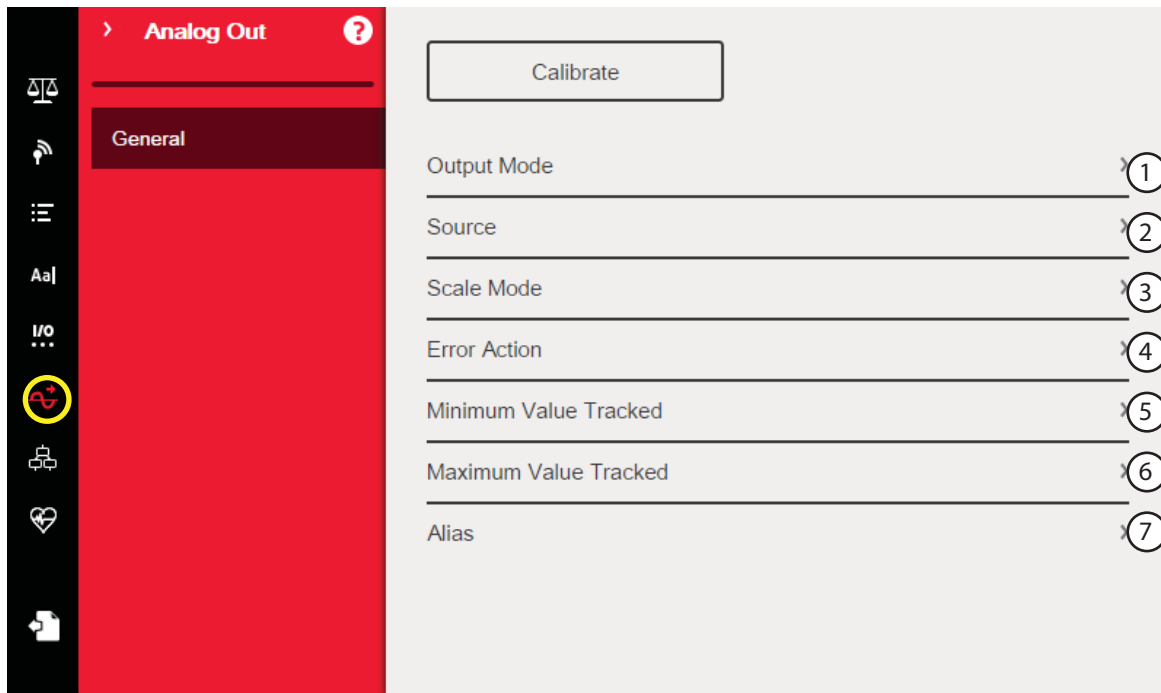 Analog Out ?
General
Aa
I/O
Calibrate
Output Mode 1
Source 2
Scale Mode 3
Error Action 4
Minimum Value Tracked 5
Maximum Value Tracked 6
Alias 7